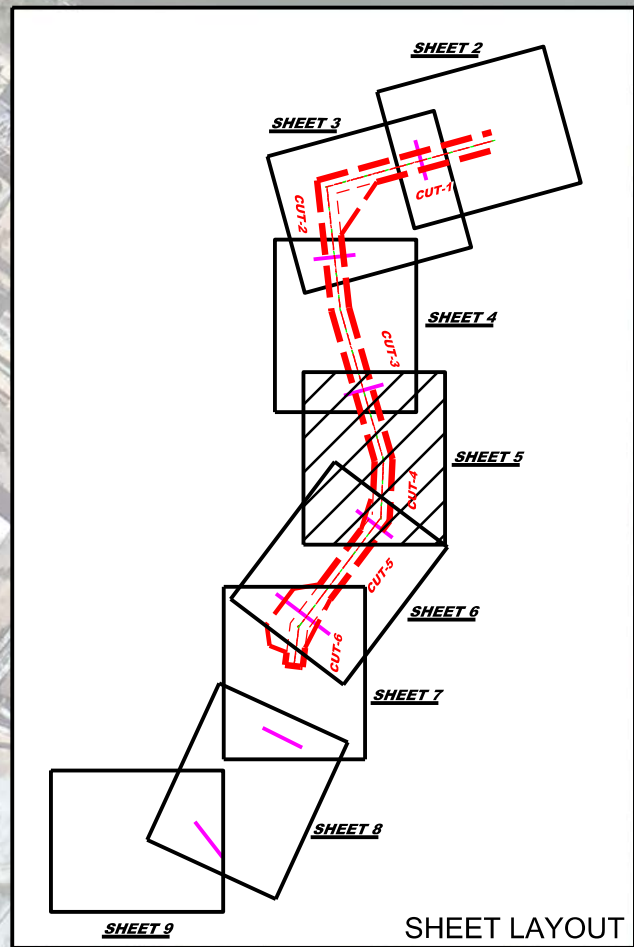 SHEET 2
SHEET 3
CUT-1
CUT-2
SHEET 4
CUT-3
SHEET 5
CUT-4
CUT-5
SHEET 6
CUT-6
SHEET 7
SHEET 8
SHEET 9
SHEET LAYOUT